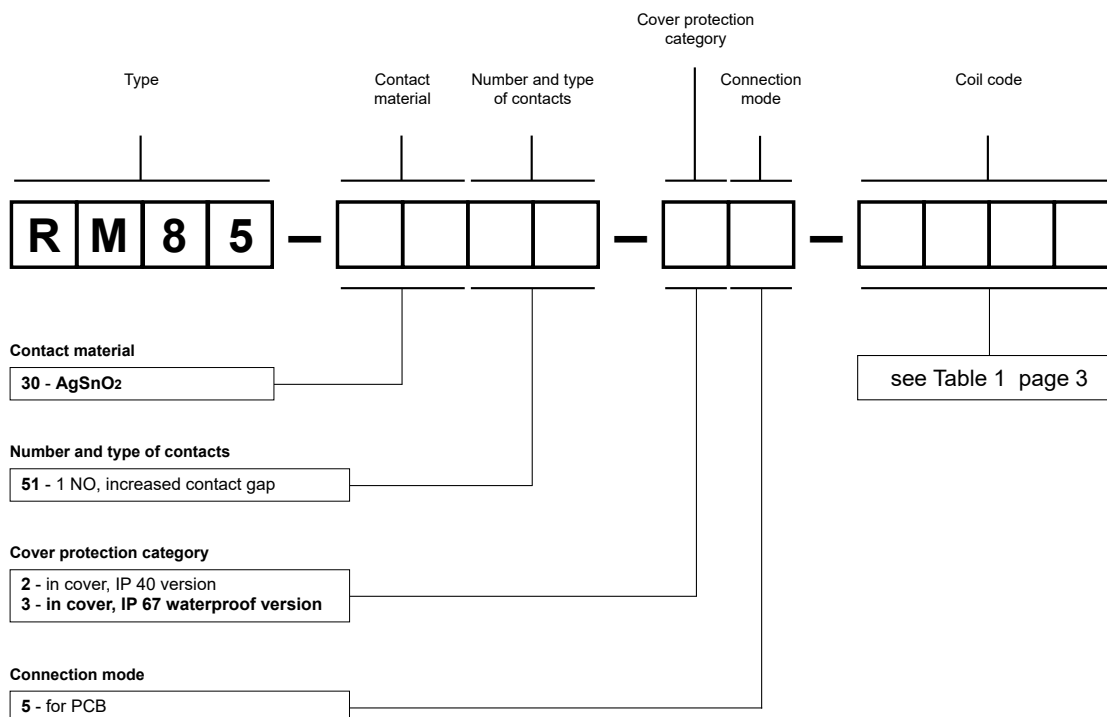 Cover protection
category
Type
Contact
material
Number and type
of contacts
Connection
mode
Coil code
R M 8 5 – – –
Contact material
30 - AgSnO2
see Table 1 page 3
Number and type of contacts
51 - 1 NO, increased contact gap
Cover protection category
2 - in cover, IP 40 version
3 - in cover, IP 67 waterproof version
Connection mode
5 - for PCB